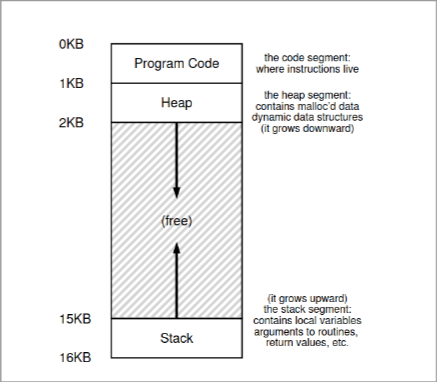 0KB
Program Code
the code segment:
where instructions live
1KB
Heap
the heap segment:
contains malloc'd data
dynamic data structures
(it grows downward)
2KB
(free)
(it grows upward)
the stack segment:
contains local variables
arguments to routines,
return values, etc.
15KB
Stack
16KB